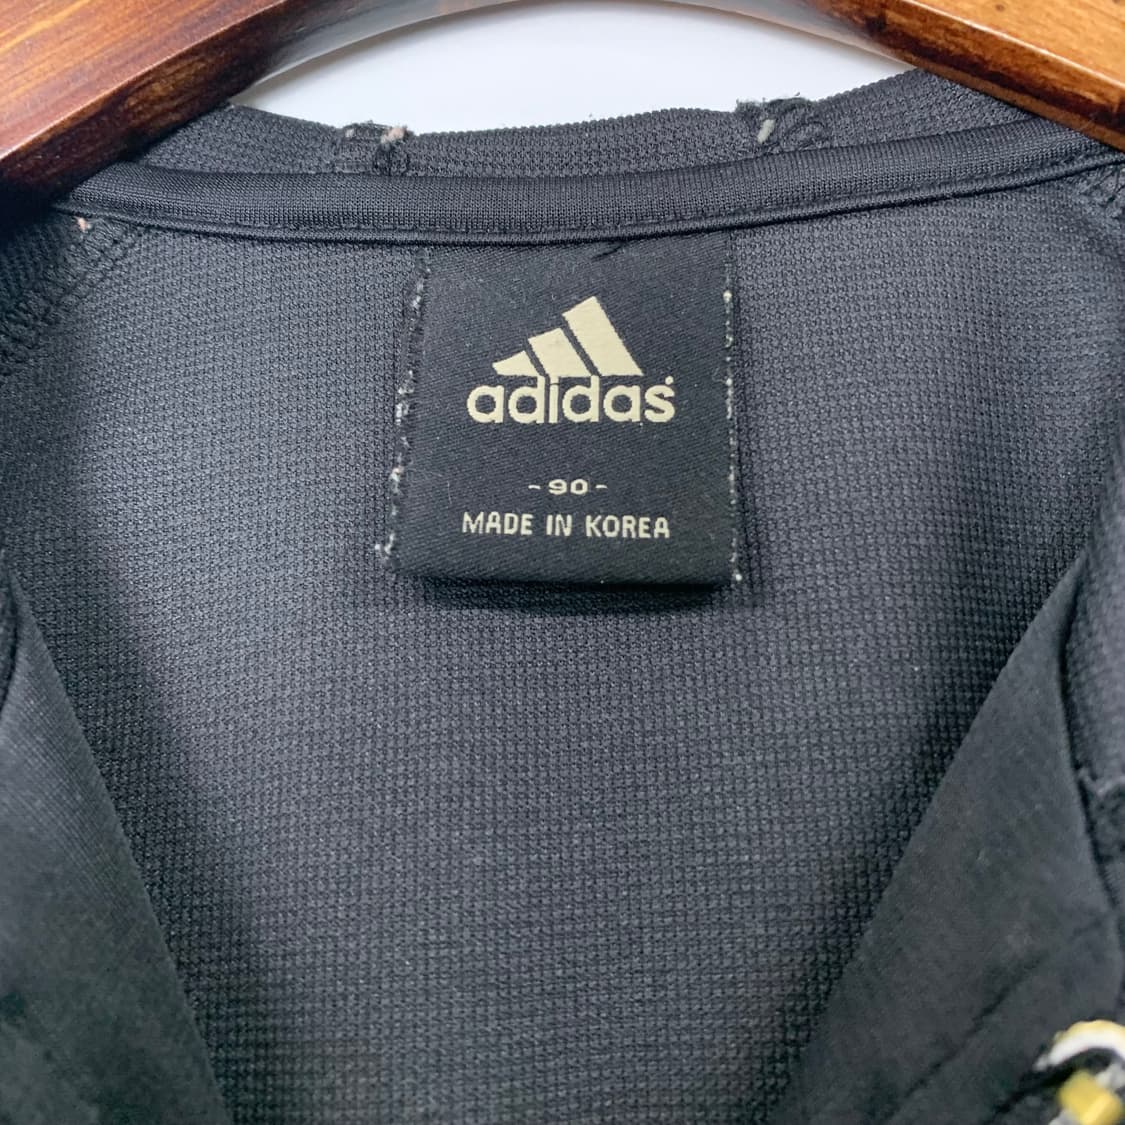 adidas
-90-
MADE IN KOREA